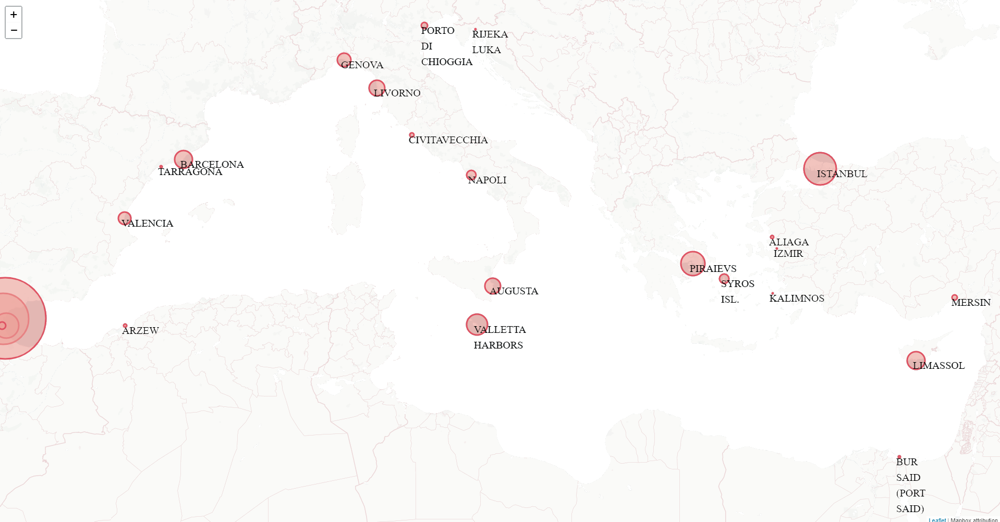 +
−
PORTO
DI
CHIOGGIA
RIJEKA
LUKA
GENOVA
LIVORNO
CIVITAVECCHIA
BARCELONA
TARRAGONA
NAPOLI
ISTANBUL
VALENCIA
ALIAGA
IZMIR
PIRAIEVS
SYROS
ISL.
AUGUSTA
KALIMNOS
MERSIN
ARZEW
VALLETTA
HARBORS
LIMASSOL
BUR
SAID
(PORT
SAID)
Leaflet | Mapbox attribution